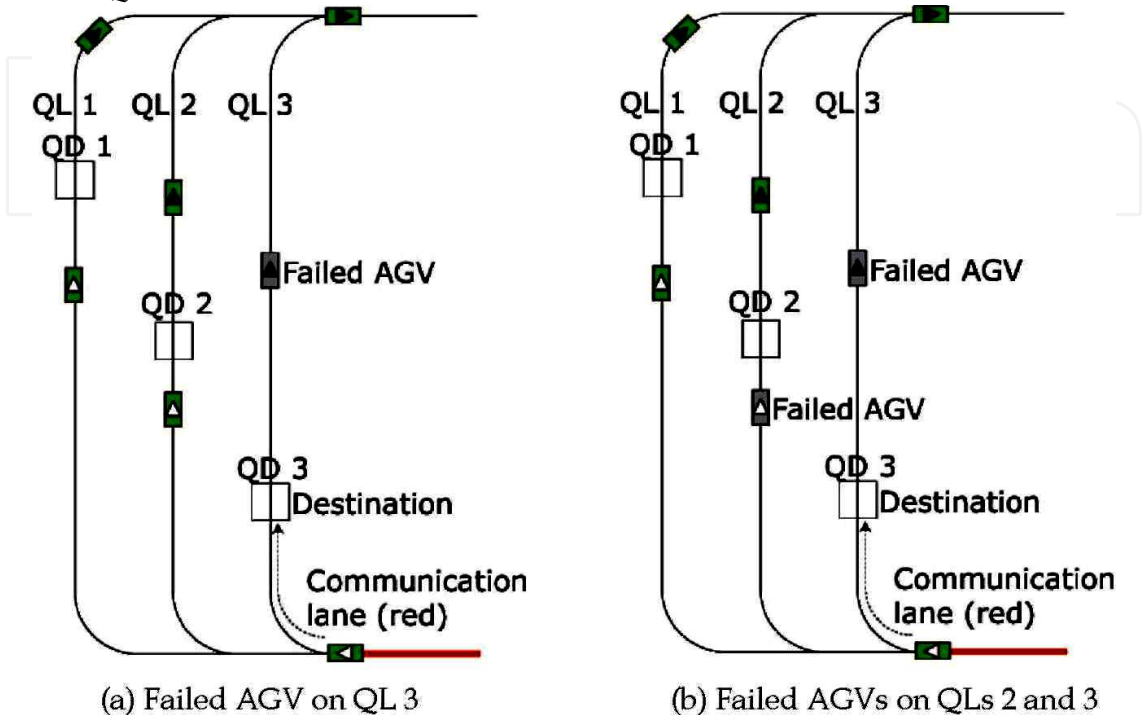 QL 1 QL 2 QL 3
QD 1
Failed AGV
QD 2
QD 3
Destination
Communication
lane (red)
(a) Failed AGV on QL 3
QL 1 QL 2 QL 3
QD 1
Failed AGV
QD 2
Failed AGV
QD 3
Destination
Communication
lane (red)
(b) Failed AGVs on QLs 2 and 3